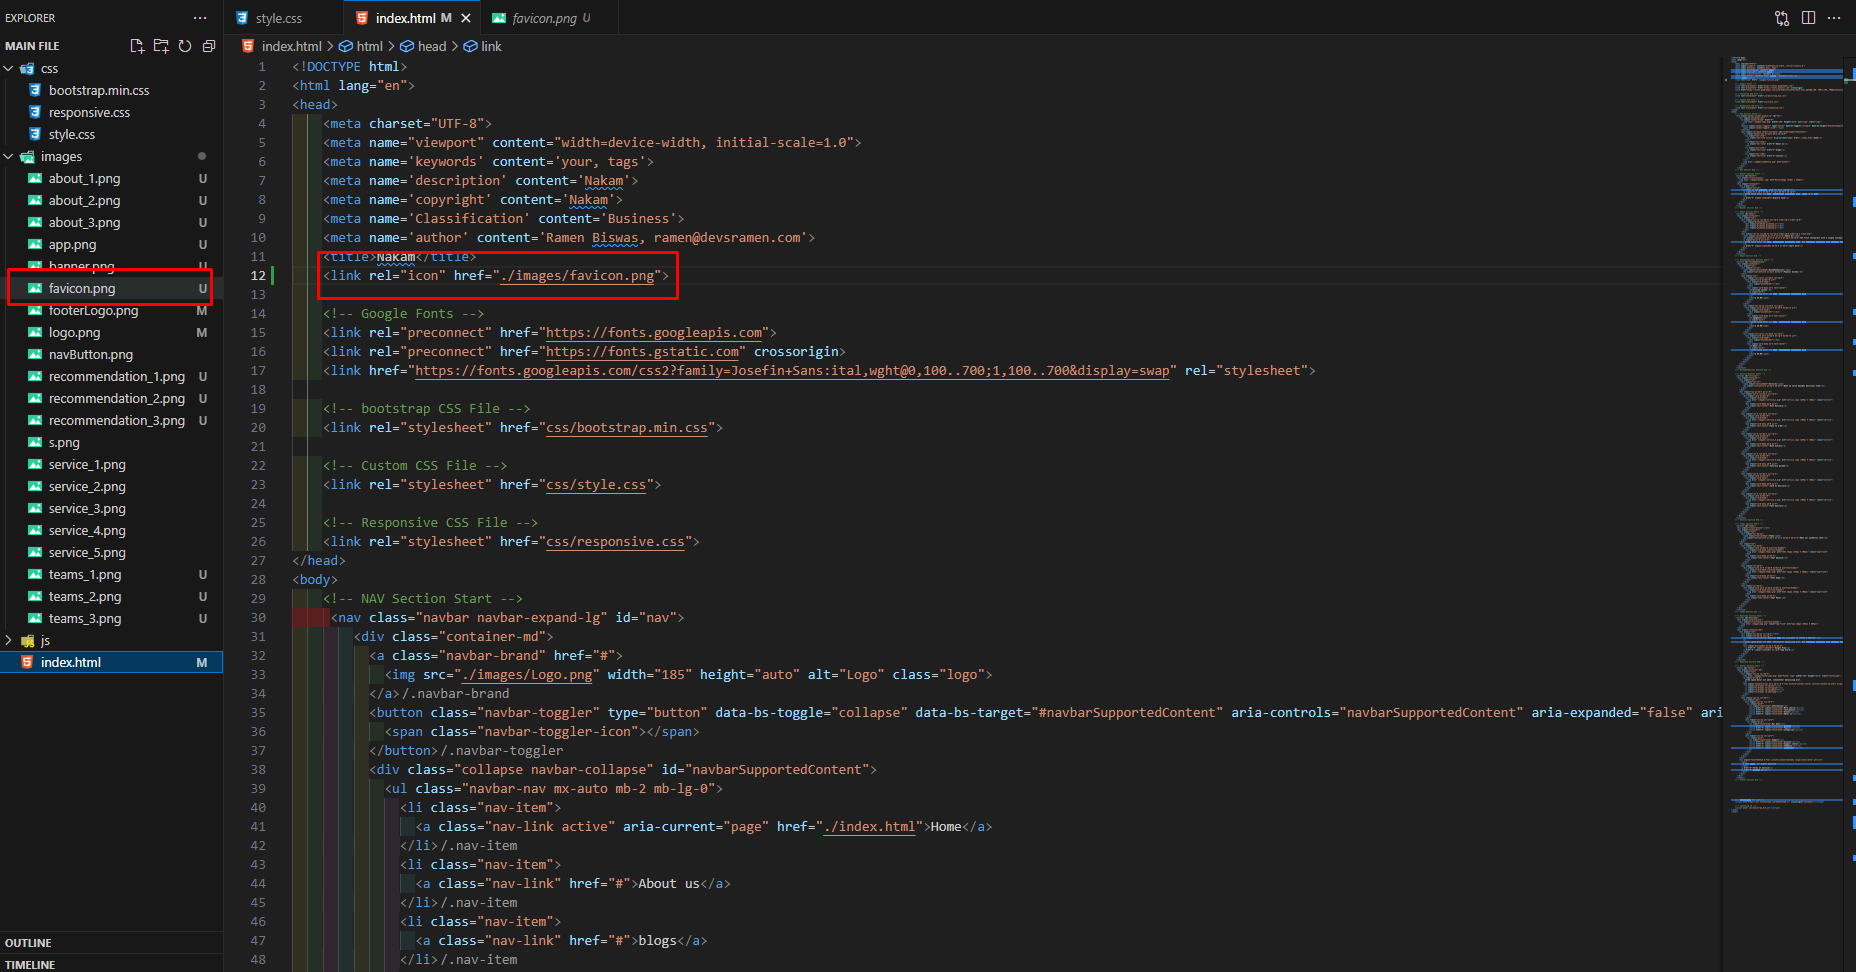 EXPLORER
style.css
index.html M
favicon.png U
MAIN FILE
index.html > html > head > link
css
bootstrap.min.css
responsive.css
style.css
images
about_1.png U
about_2.png U
about_3.png U
app.png U
banner.png U
favicon.png U
footerLogo.png M
logo.png M
navButton.png
recommendation_1.png U
recommendation_2.png U
recommendation_3.png U
s.png
service_1.png
service_2.png
service_3.png
service_4.png
service_5.png
teams_1.png U
teams_2.png U
teams_3.png U
js
index.html M
OUTLINE
TIMELINE
1 <!DOCTYPE html>
2 <html lang="en">
3 <head>
4 <meta charset="UTF-8">
5 <meta name="viewport" content="width-device-width, initial-scale=1.0">
6 <meta name='keywords' content='your, tags'>
7 <meta name='description' content='Nakam'>
8 <meta name='copyright' content='Nakam'>
9 <meta name='Classification' content='Business'>
10 <meta name='author' content='Ramen Biswas, ramen@devsramen.com'>
11 <title>Nakam</title>
12 <link rel="icon" href="./images/favicon.png">
13
14 <!-- Google Fonts -->
15 <link rel="preconnect" href="https://fonts.googleapis.com">
16 <link rel="preconnect" href="https://fonts.gstatic.com" crossorigin>
17 <link href="https://fonts.googleapis.com/css2?family=Josefin+Sans:ital,wght@0,100..700;1,100..700&display=swap" rel="stylesheet">
18
19 <!-- bootstrap CSS File -->
20 <link rel="stylesheet" href="css/bootstrap.min.css">
21
22 <!-- Custom CSS File -->
23 <link rel="stylesheet" href="css/style.css">
24
25 <!-- Responsive CSS File -->
26 <link rel="stylesheet" href="css/responsive.css">
27 </head>
28 <body>
29 <!-- NAV Section Start -->
30 <nav class="navbar navbar-expand-lg" id="nav">
31 <div class="container-md">
32 <a class="navbar-brand" href="#">
33 <img src="./images/Logo.png" width="185" height="auto" alt="Logo" class="logo">
34 </a>/.navbar-brand
35 <button class="navbar-toggler" type="button" data-bs-toggle="collapse" data-bs-target="#navbarSupportedContent" aria-controls="navbarSupportedContent" aria-expanded="false" ari
36 <span class="navbar-toggler-icon"></span>
37 </button>/.navbar-toggler
38 <div class="collapse navbar-collapse" id="navbarSupportedContent">
39 <ul class="navbar-nav mx-auto mb-2 mb-lg-0">
40 <li class="nav-item">
41 <a class="nav-link active" aria-current="page" href="./index.html">Home</a>
42 </li>/.nav-item
43 <li class="nav-item">
44 <a class="nav-link" href="#">About us</a>
45 </li>/.nav-item
46 <li class="nav-item">
47 <a class="nav-link" href="#">blogs</a>
48 </li>/.nav-item